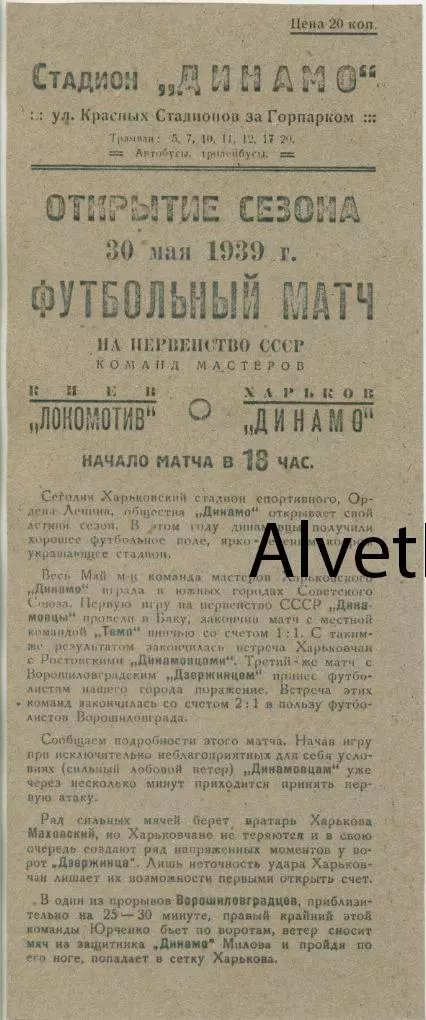 Цена 20 коп.
Стадион „ДИНАМО“
ул. Красных Стадионов за Горпарком
Трамваи: 5, 7, 10, 11, 12, 17 20.
Автобусы, тролейбусы.
ОТКРЫТИЕ СЕЗОНА
30 мая 1939 г.
ФУТБОЛЬНЫЙ МАТЧ
НА ПЕРВЕНСТВО СССР
КОМАНД МАСТЕРОВ
КИЕВ ХАРЬКОВ
„ЛОКОМОТИВ“ „ДИНАМО“
НАЧАЛО МАТЧА В 18 ЧАС.
Сегодня Харьковский стадион спортивного, Орде-
на Ленина, общества „Динамо“ открывает свой
летний сезон. В этом году динамовцы получили
хорошее футбольное поле, ярко
украшающее стадион.
Alvet
Весь Май м-ц команда мастеров Харьковского
„Динамо“ играла в южных городах Советского
Союза. Первую игру на первенство СССР „Дина-
мовцы“ провели в Баку, закончив матч с местной
командой „Темп“ ничью со счетом 1:1. С таким-
же результатом закончилась встреча Харьковчан
с Ростовскими „Динамовцами“. Третий-же матч с
Ворошиловградским „Дзержинцем“ принес футбо-
листам нашего города поражение. Встреча этих
команд закончилась со счетом 2:1 в пользу футбо-
листов Ворошиловграда.
Сообщаем подробности этого матча. Начав игру
при исключительно неблагоприятных для себя усло-
виях (сильный лобовой ветер) „Динамовцам“ уже
через несколько минут приходится принять пер-
вую атаку.
Ряд сильных мячей берет вратарь Харькова
Маховский, но Харьковчане не теряются и в свою
очередь создают ряд напряженных моментов у во-
рот „Дзержинца“. Лишь неточность удара Харьков-
чан лишает их возможности первыми открыть счет.
В один из прорывов Ворошиловградцев, приблизи-
тельно на 25—30 минуте, правый крайний этой
команды Юрченко бьет по воротам, ветер сносит
мяч на защитника „Динамо“ Милова и пройдя по
его ноге, попадает в сетку Харькова.